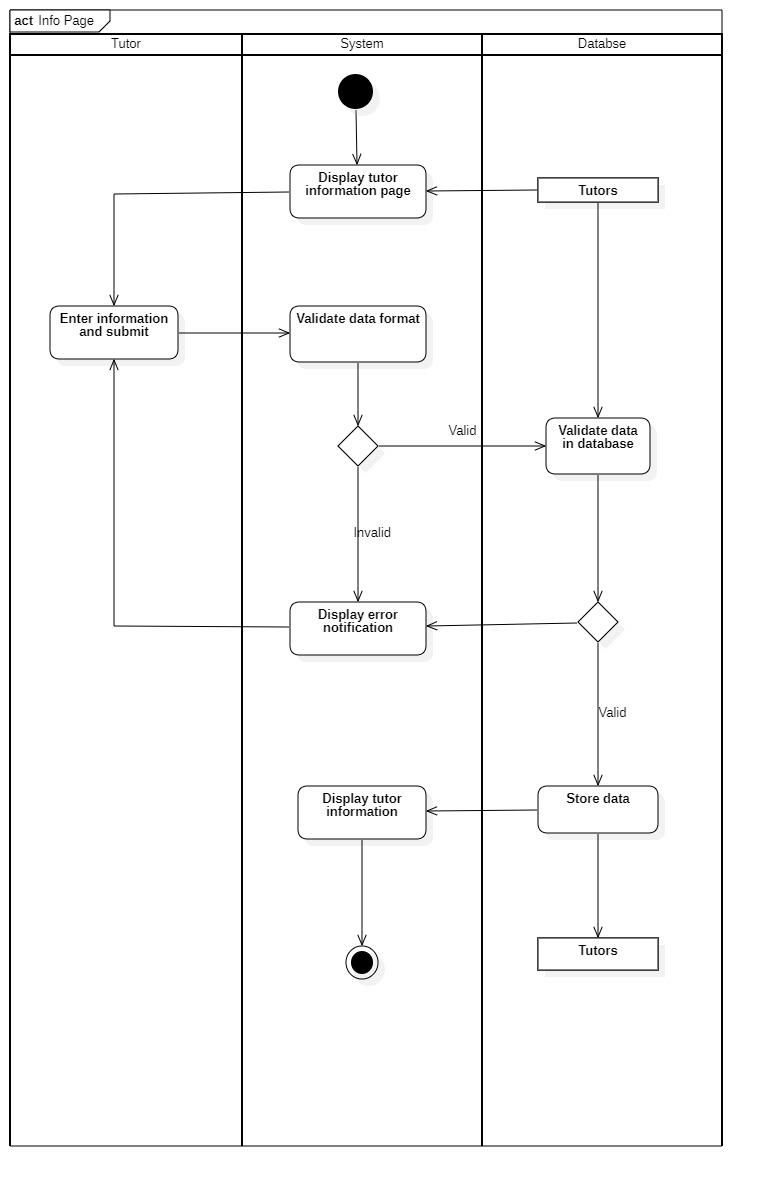 act Info Page
Tutor
System
Databse
Display tutor
information page
Tutors
Enter information
and submit
Validate data format
Valid
Validate data
in database
Invalid
Display error
notification
Valid
Display tutor
information
Store data
Tutors